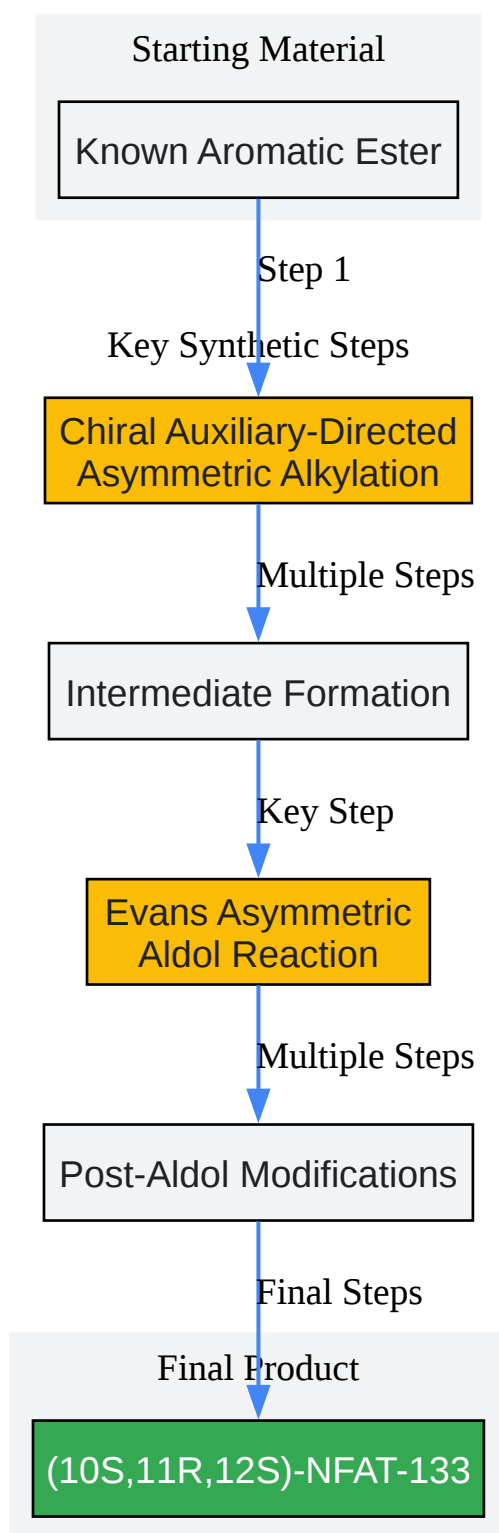 Starting Material
Known Aromatic Ester
Step 1
Key Synthetic Steps
Chiral Auxiliary-Directed
Asymmetric Alkylation
Multiple Steps
Intermediate Formation
Key Step
Evans Asymmetric
Aldol Reaction
Multiple Steps
Post-Aldol Modifications
Final Steps
Final Product
(10S,11R,12S)-NFAT-133